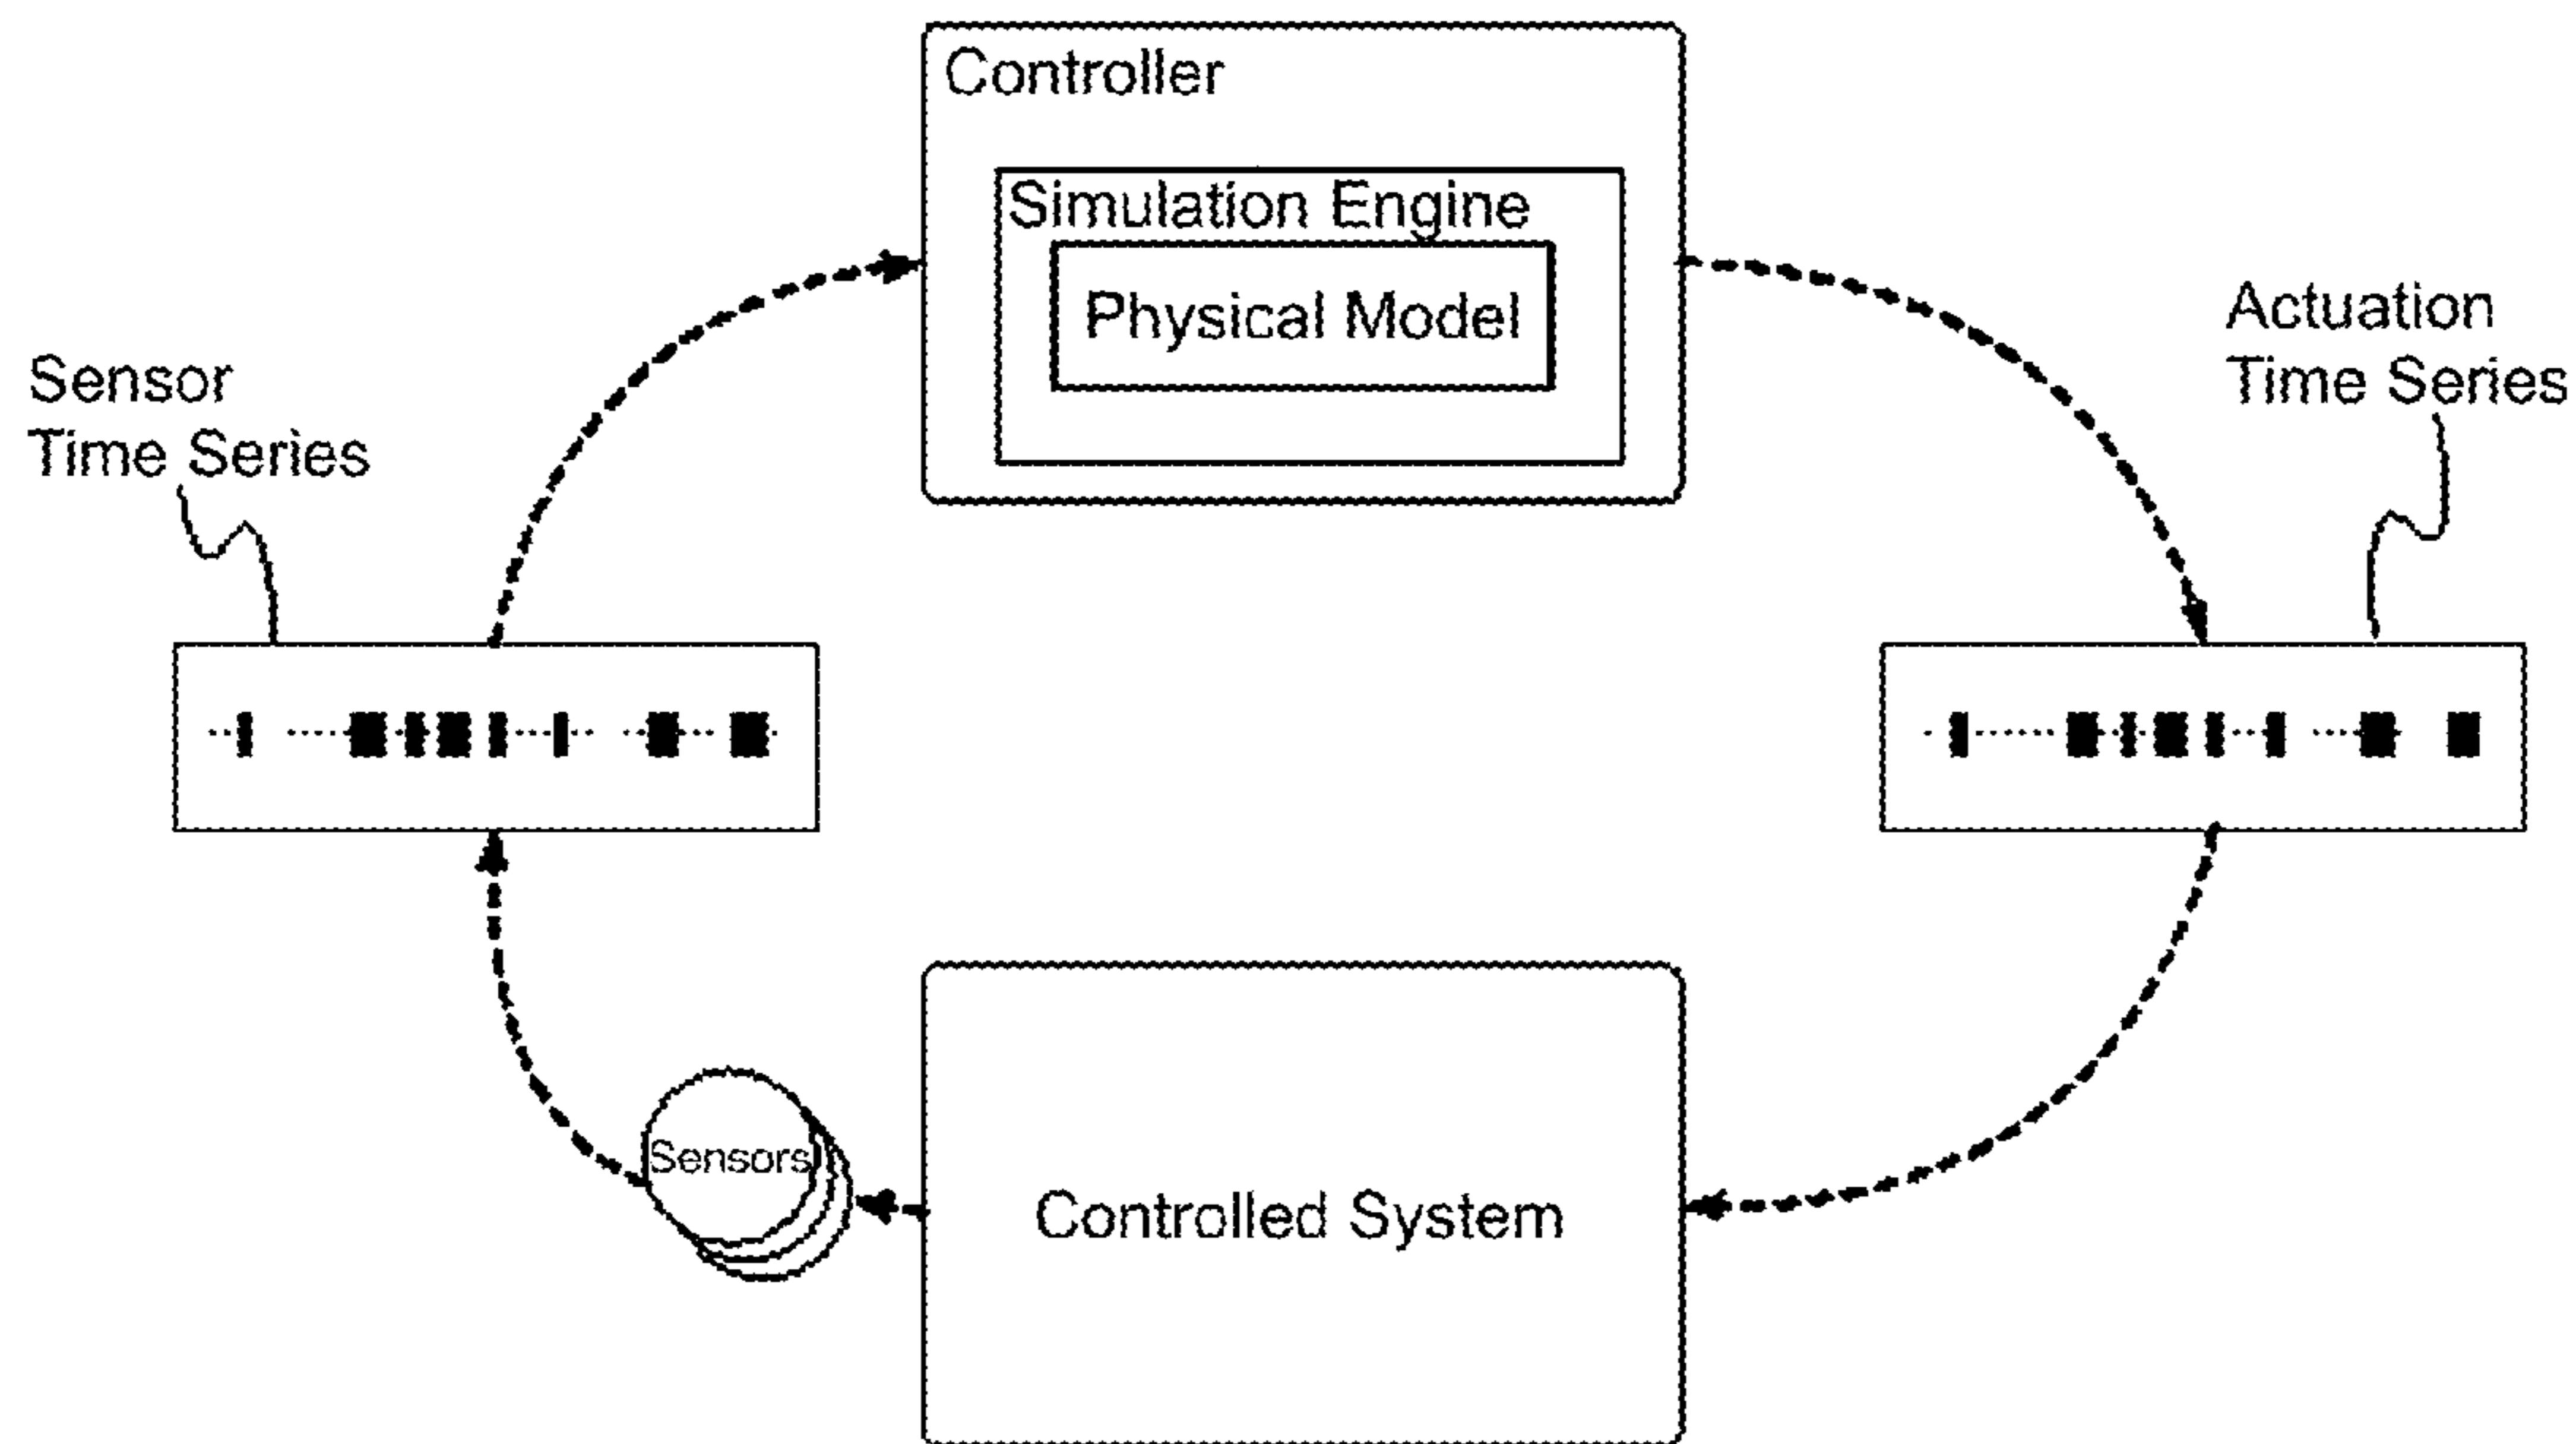 Controller
Simulation Engine
Physical Model
Sensor
Time Series
Actuation
Time Series
Sensors
Controlled System